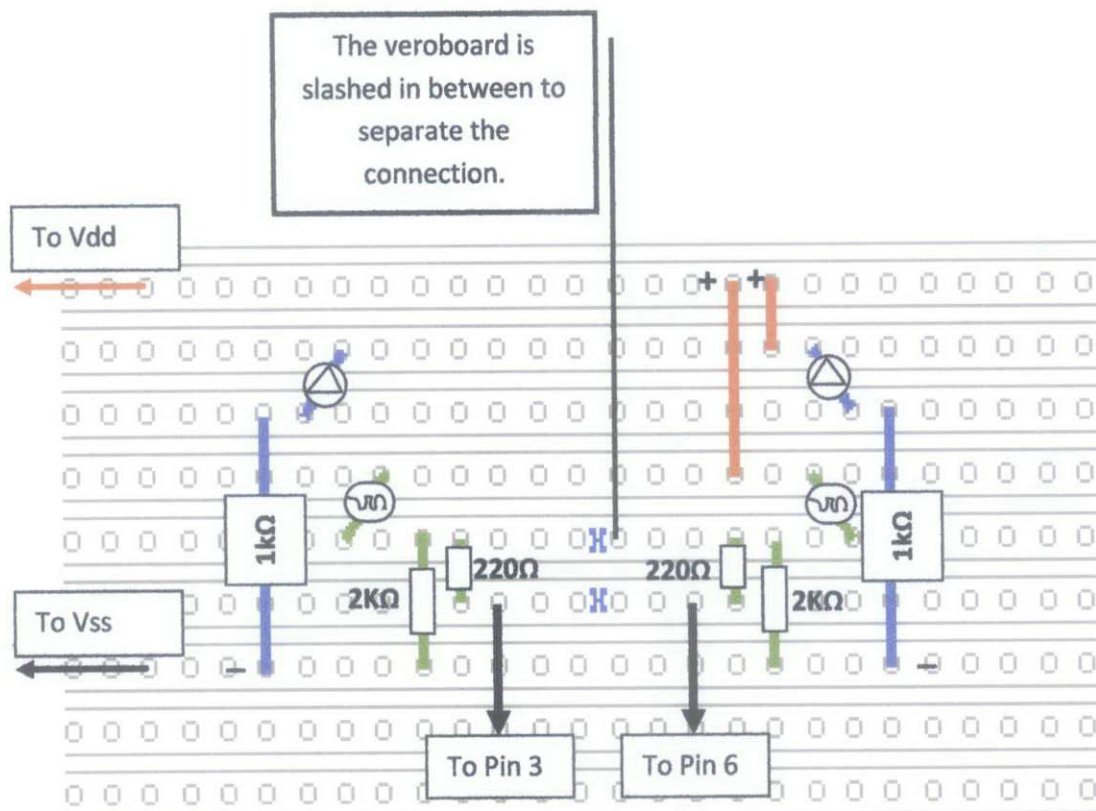 The veroboard is
slashed in between to
separate the
connection.
To Vdd
+ +
1kΩ
220Ω
2KΩ
220Ω
2KΩ
1kΩ
To Vss
–
–
To Pin 3
To Pin 6